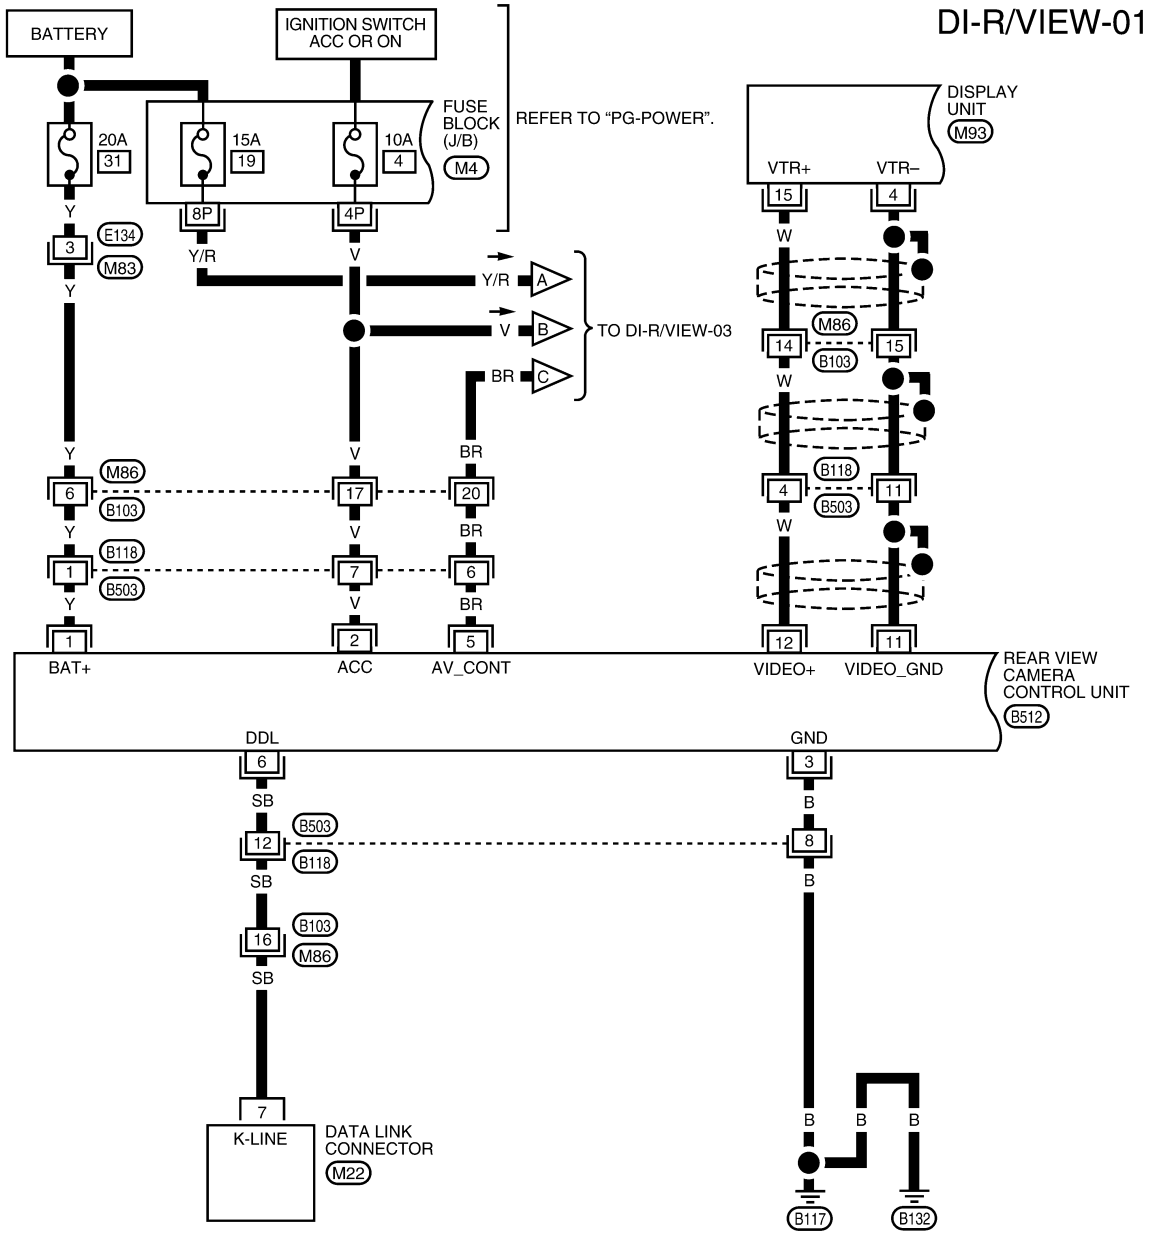 DI-R/VIEW-01
BATTERY
IGNITION SWITCH
ACC OR ON
20A
31
15A
19
10A
4
FUSE
BLOCK
(J/B)
M4
REFER TO “PG-POWER”.
DISPLAY
UNIT
M93
VTR+
VTR–
15
4
8P
4P
Y
3
E134
M83
Y
Y/R
V
Y/R
A
V
B
TO DI-R/VIEW-03
BR
C
W
14
M86
B103
15
W
Y
V
BR
6
M86
B103
17
20
4
B118
B503
11
Y
V
BR
W
1
B118
B503
7
6
Y
V
BR
1
2
5
12
11
BAT+
ACC
AV_CONT
VIDEO+
VIDEO_GND
REAR VIEW
CAMERA
CONTROL UNIT
B512
DDL
GND
6
3
SB
B
12
B503
B118
8
SB
B
16
B103
M86
SB
7
K-LINE
DATA LINK
CONNECTOR
M22
B
B
B
B117
B132